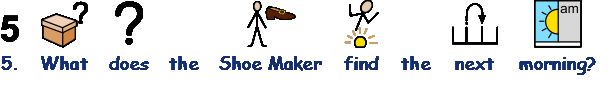 5 ? ? am
5. What does the Shoe Maker find the next morning?